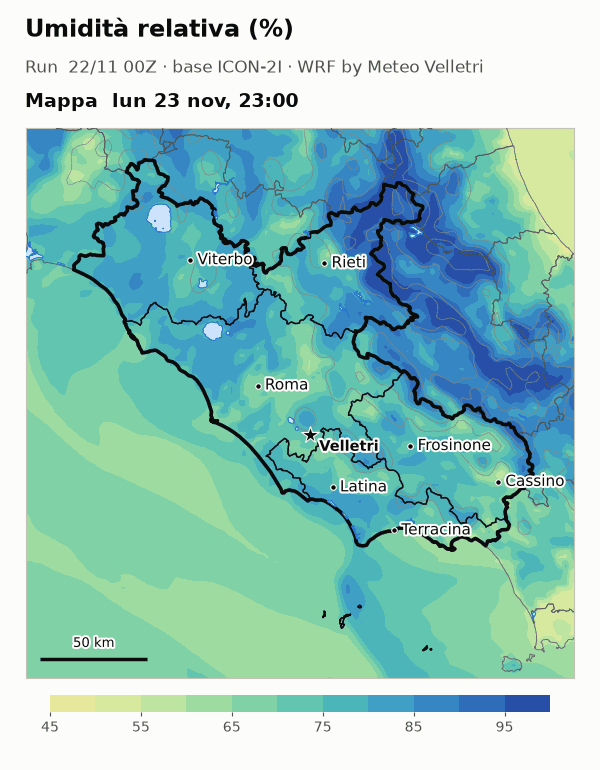 Umidità relativa (%)
Run 22/11 00Z · base ICON-2I · WRF by Meteo Velletri
Mappa lun 23 nov, 23:00
Viterbo
Rieti
Roma
Velletri
Frosinone
Latina
Cassino
Terracina
50 km
45 55 65 75 85 95